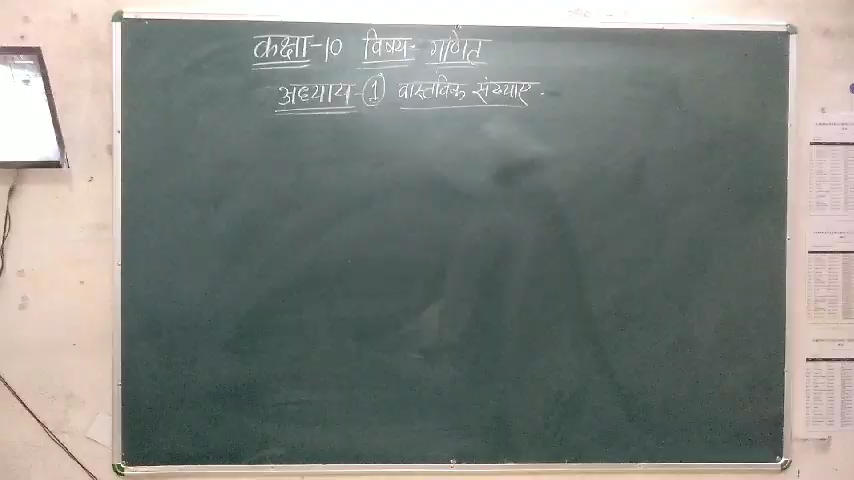 कक्षा-10 विषय- गणित
अध्याय-1 वास्तविक संख्याए.